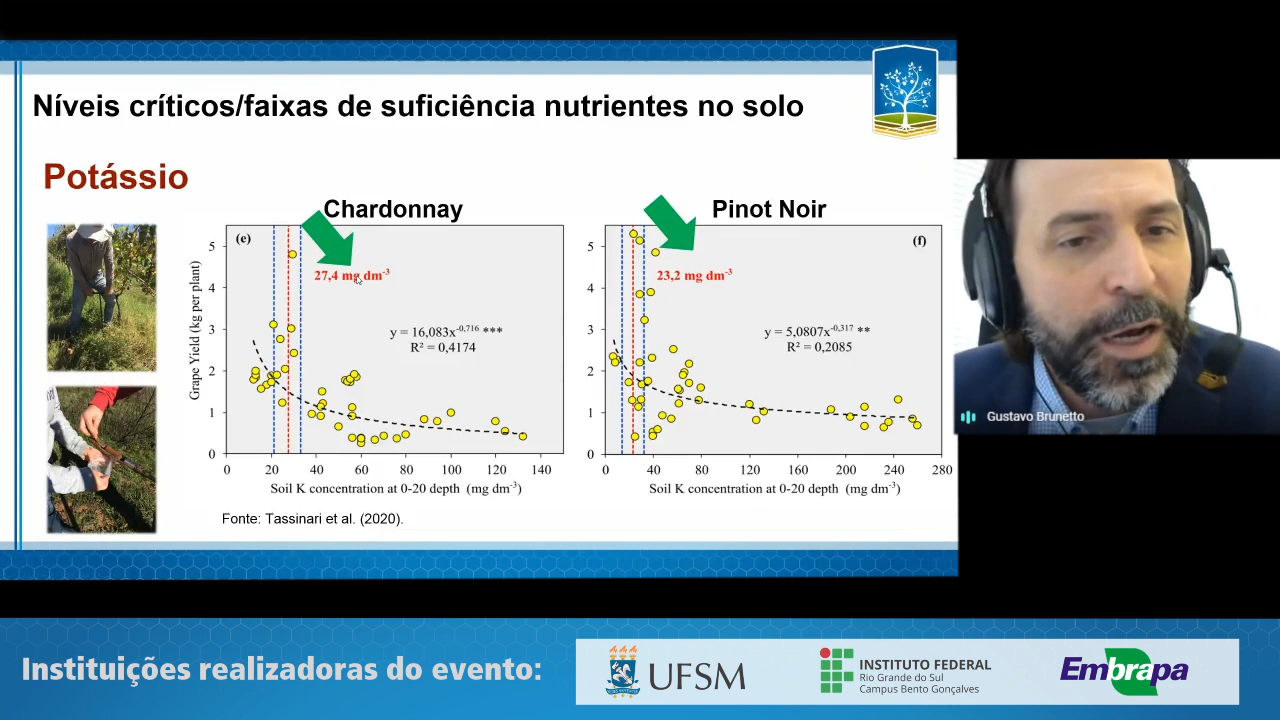 Níveis críticos/faixas de suficiência nutrientes no solo
Potássio
Chardonnay
Pinot Noir
(e)
27,4 mg dm-3
y = 16,083x-0,716 ***
R2 = 0,4174
Grape Yield (kg per plant)
5
4
3
2
1
0
0 20 40 60 80 100 120 140
Soil K concentration at 0-20 depth (mg dm-3)
(f)
23,2 mg dm-3
y = 5,0807x-0,317 **
R2 = 0,2085
5
4
3
2
1
0
0 40 80 120 160 200 240 280
Soil K concentration at 0-20 depth (mg dm-3)
Fonte: Tassinari et al. (2020).
Gustavo Brunetto
Instituições realizadoras do evento:
UFSM
INSTITUTO FEDERAL
Rio Grande do Sul
Campus Bento Gonçalves
Embrapa